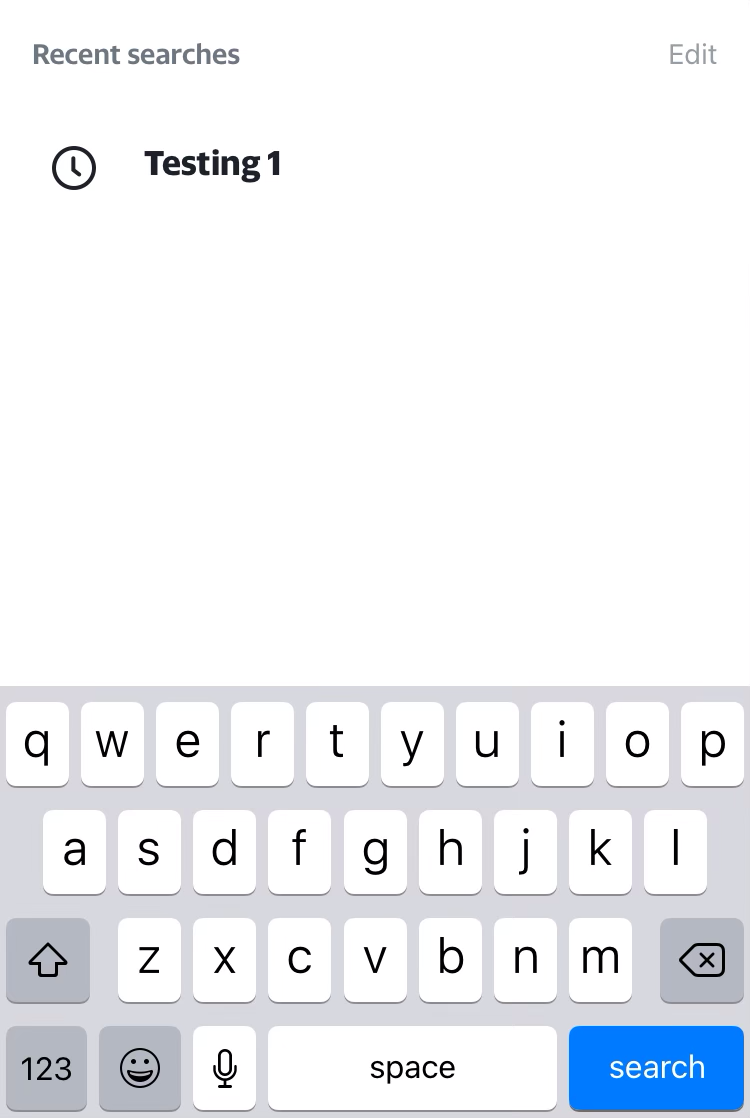 Recent searches Edit
Testing 1
q w e r t y u i o p
a s d f g h j k l
z x c v b n m
123 space search